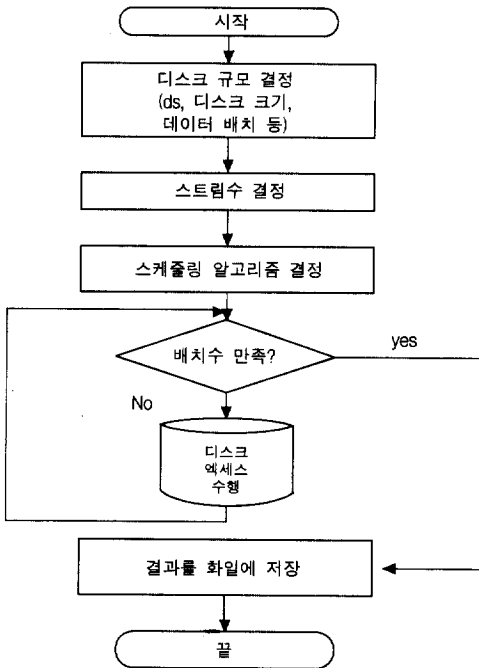 시작
디스크 규모 결정
(ds, 디스크 크기,
데이터 배치 등)
스트림수 결정
스케줄링 알고리즘 결정
배치수 만족?
yes
No
디스크
엑세스
수행
결과를 화일에 저장
끝